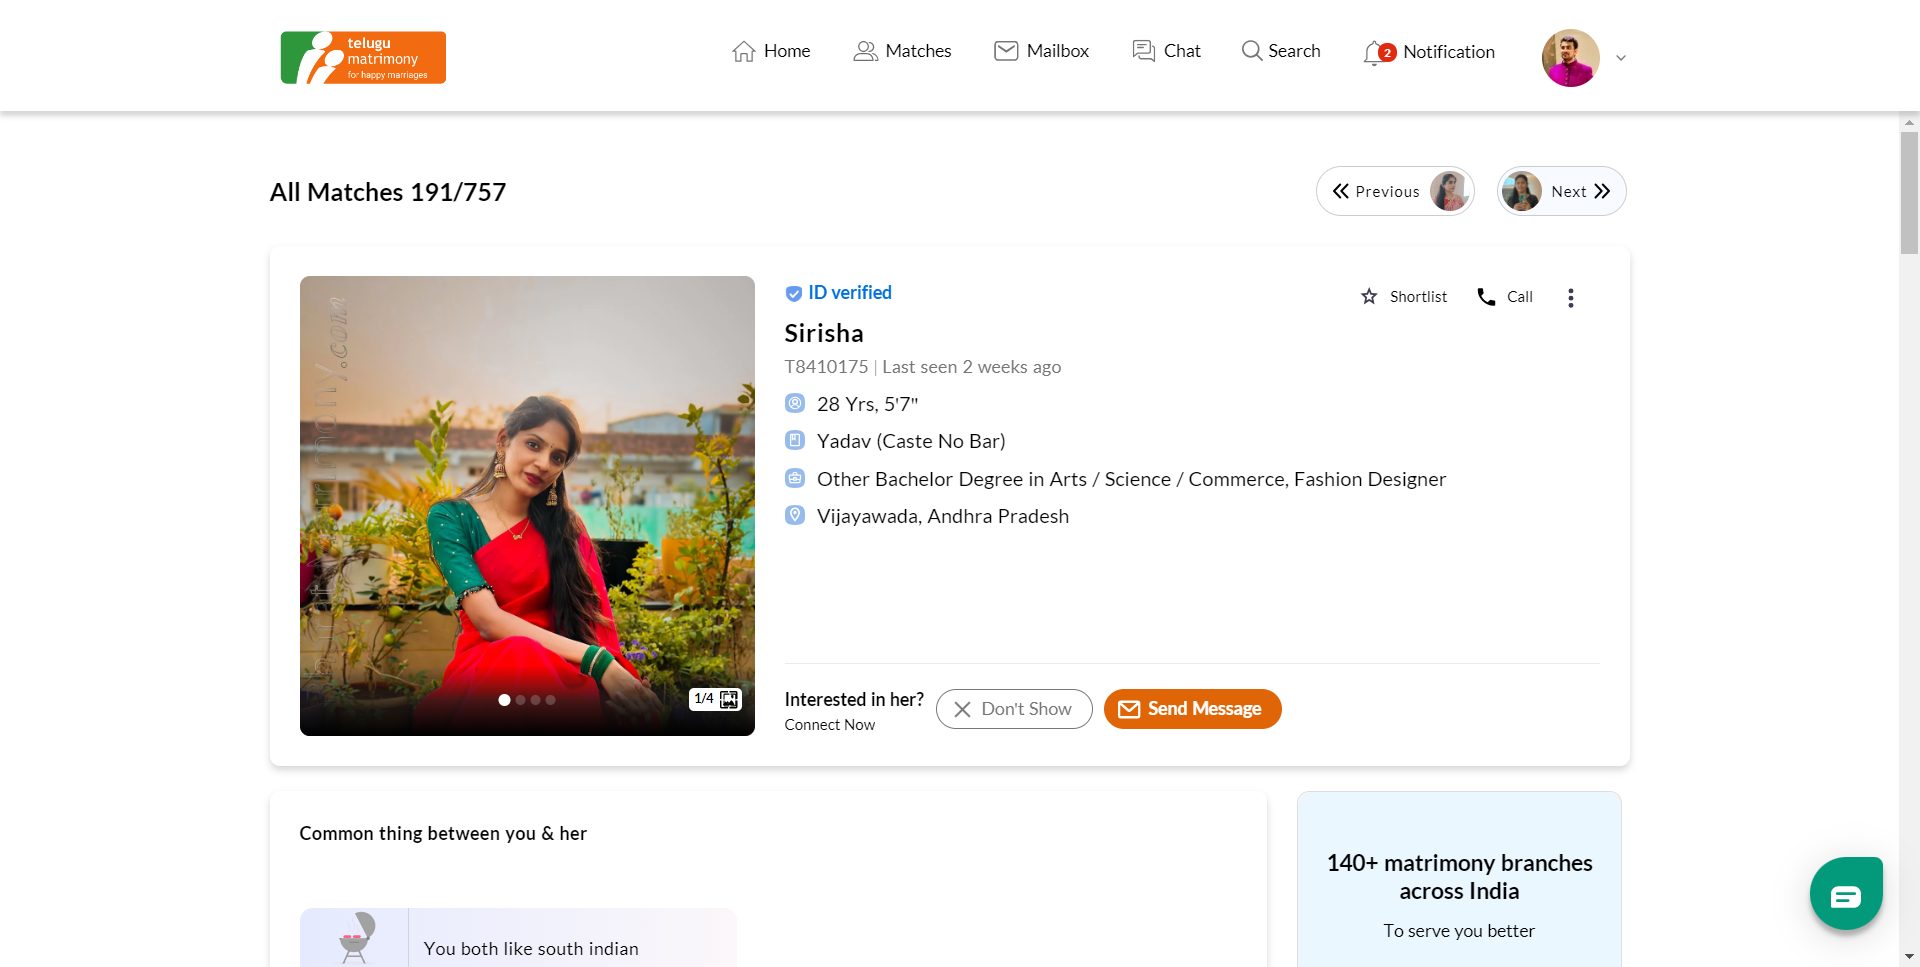 telugu
matrimony
for happy marriages
Home
Matches
Mailbox
Chat
Search
2
Notification
All Matches 191/757
Previous
Next
ID verified
Shortlist
Call
Sirisha
T8410175 | Last seen 2 weeks ago
28 Yrs, 5'7"
Yadav (Caste No Bar)
Other Bachelor Degree in Arts / Science / Commerce, Fashion Designer
Vijayawada, Andhra Pradesh
1/4
Interested in her?
Connect Now
Don't Show
Send Message
Common thing between you & her
You both like south indian
140+ matrimony branches
across India
To serve you better